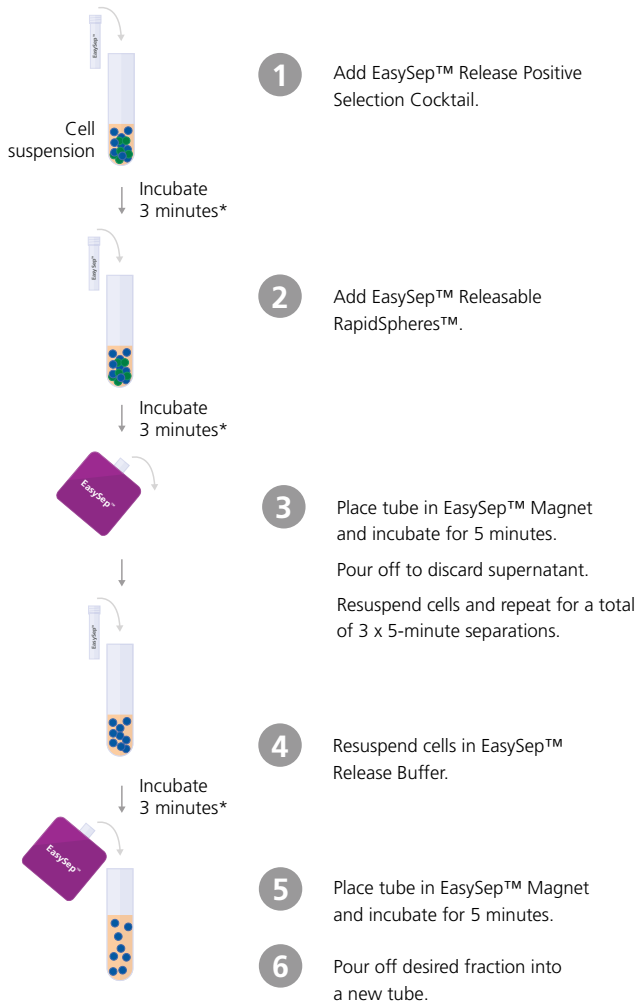 1
Add EasySep™ Release Positive
Selection Cocktail.
Cell
suspension
Incubate
3 minutes*
EasySep™
2
Add EasySep™ Releasable
RapidSpheres™.
Incubate
3 minutes*
EasySep™
3
Place tube in EasySep™ Magnet
and incubate for 5 minutes.
Pour off to discard supernatant.
Resuspend cells and repeat for a total
of 3 x 5-minute separations.
EasySep™
4
Resuspend cells in EasySep™
Release Buffer.
Incubate
3 minutes*
EasySep™
5
Place tube in EasySep™ Magnet
and incubate for 5 minutes.
6
Pour off desired fraction into
a new tube.